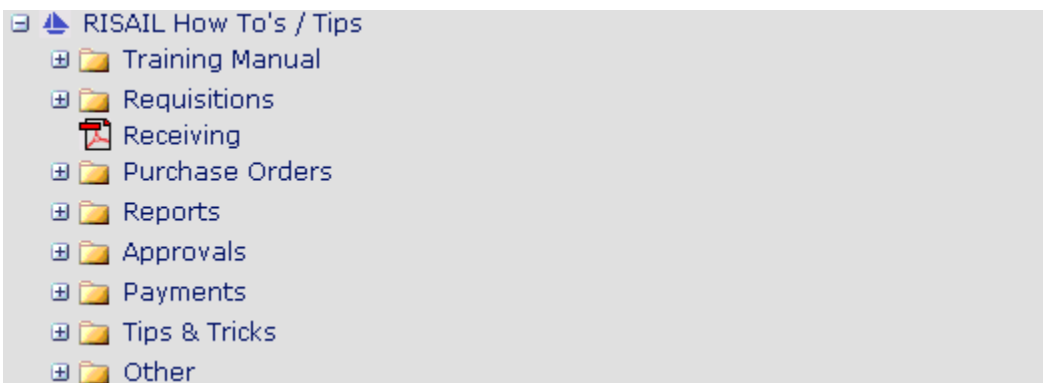 RISAIL How To's / Tips
Training Manual
Requisitions
Receiving
Purchase Orders
Reports
Approvals
Payments
Tips & Tricks
Other